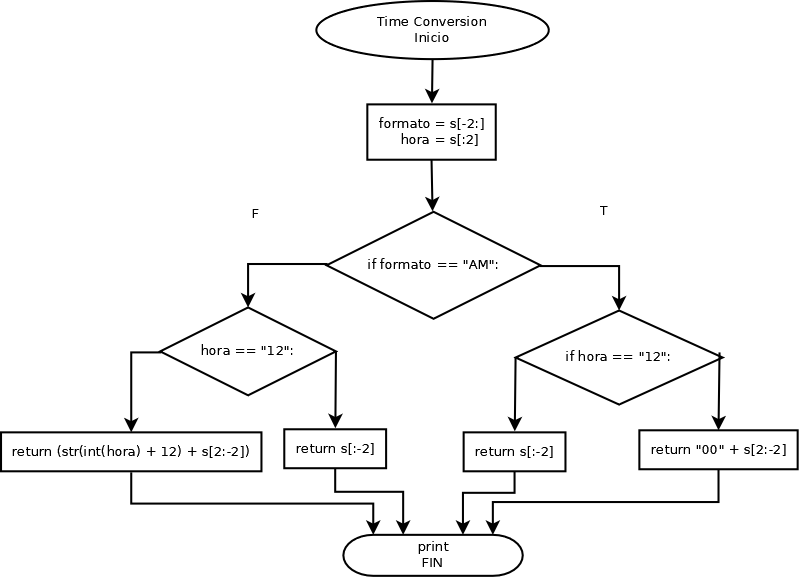 Time Conversion
Inicio
formato = s[-2:]
hora = s[:2]
F
T
if formato == "AM":
hora == "12":
if hora == "12":
return (str(int(hora) + 12) + s[2:-2])
return s[:-2]
return s[:-2]
return "00" + s[2:-2]
print
FIN